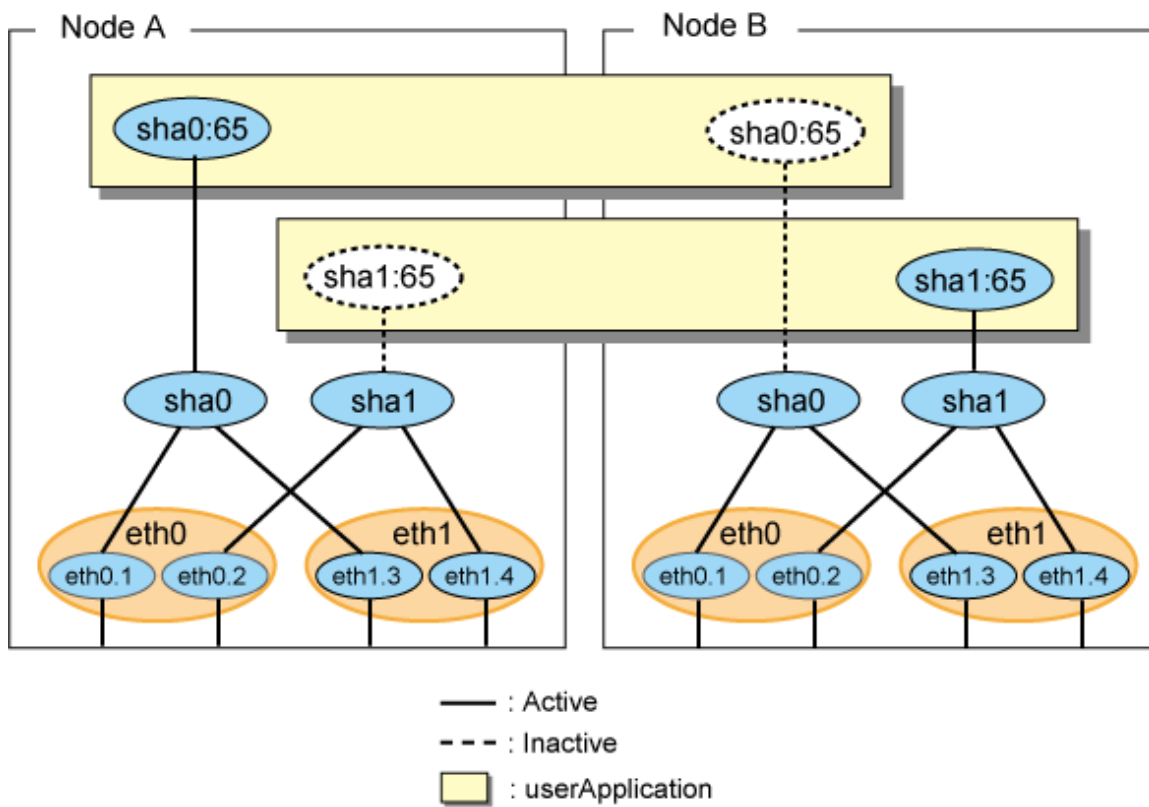 Node A
Node B
sha0:65
sha0:65
sha1:65
sha1:65
sha0
sha1
sha0
sha1
eth0
eth1
eth0
eth1
eth0.1
eth0.2
eth1.3
eth1.4
eth0.1
eth0.2
eth1.3
eth1.4
: Active
: Inactive
: userApplication